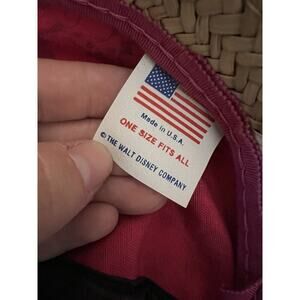 Made in U.S.A.
ONE SIZE FITS ALL
© THE WALT DISNEY COMPANY